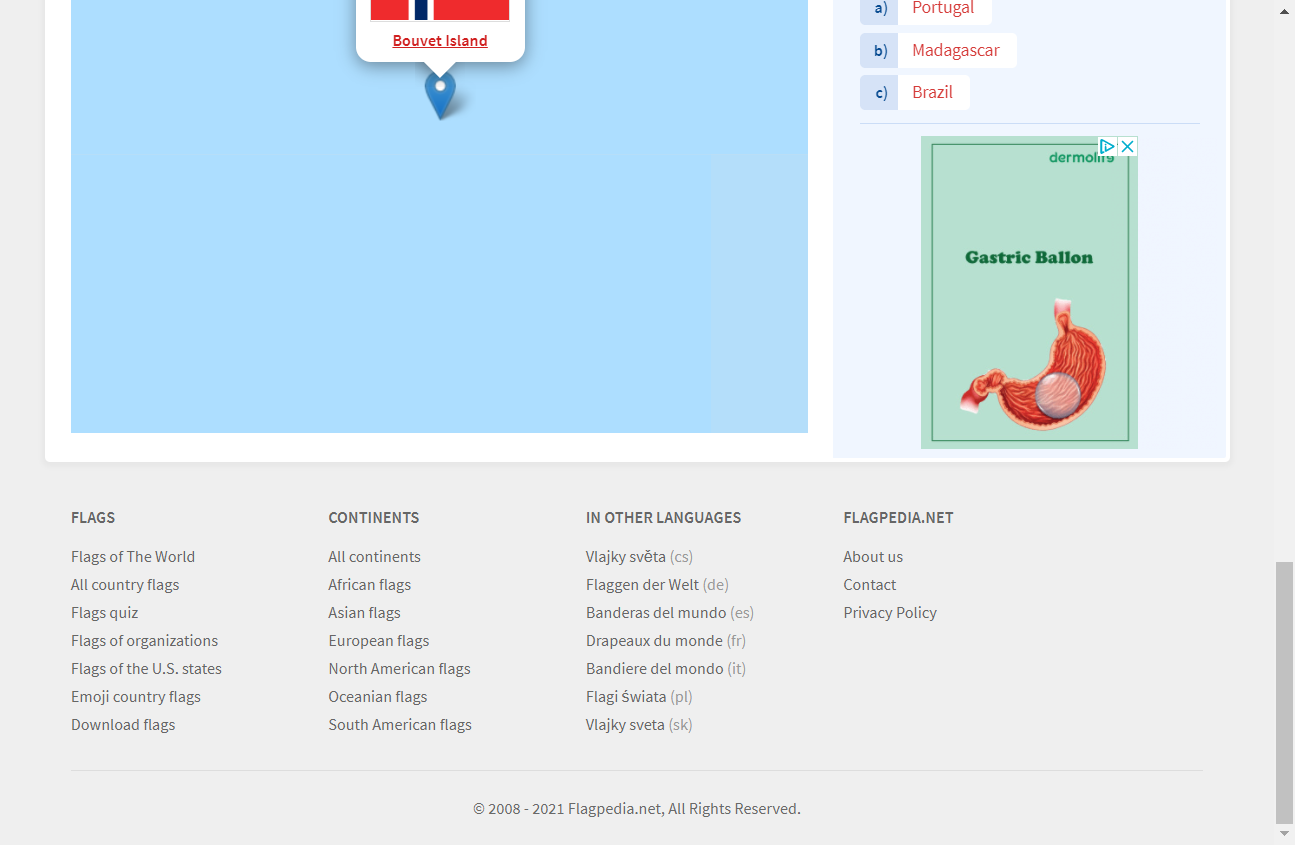 Bouvet Island
a) Portugal
b) Madagascar
c) Brazil
Gastric Ballon
FLAGS
Flags of The World
All country flags
Flags quiz
Flags of organizations
Flags of the U.S. states
Emoji country flags
Download flags
CONTINENTS
All continents
African flags
Asian flags
European flags
North American flags
Oceanian flags
South American flags
IN OTHER LANGUAGES
Vlajky světa (cs)
Flaggen der Welt (de)
Banderas del mundo (es)
Drapeaux du monde (fr)
Bandiere del mondo (it)
Flagi świata (pl)
Vlajky sveta (sk)
FLAGPEDIA.NET
About us
Contact
Privacy Policy
© 2008 - 2021 Flagpedia.net, All Rights Reserved.